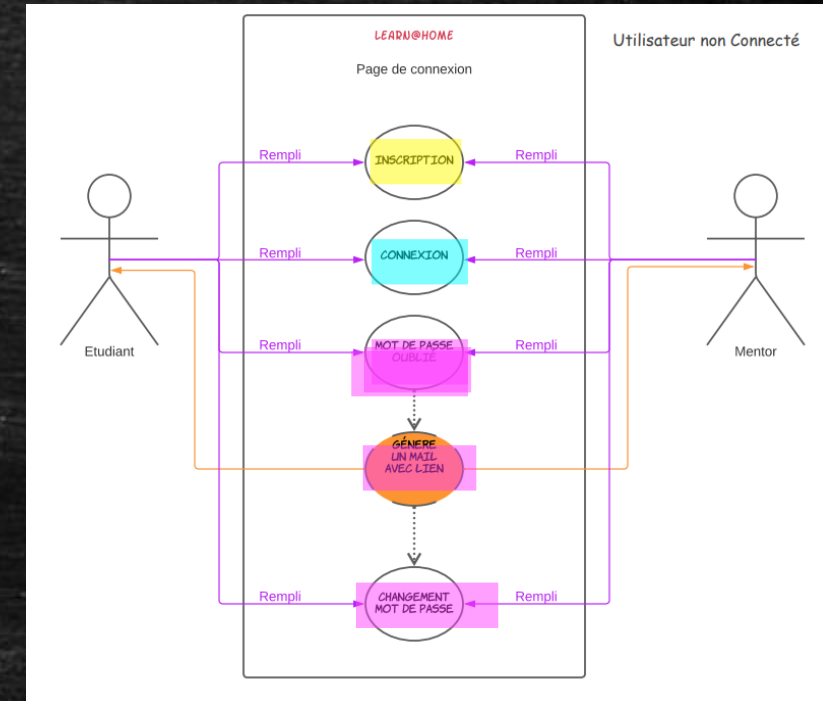 LEARN@HOME
Utilisateur non Connecté
Page de connexion
Rempli
INSCRIPTION
Rempli
Rempli
CONNEXION
Rempli
Rempli
MOT DE PASSE
OUBLIÉ
Rempli
Etudiant
Mentor
GÉNERE
UN MAIL
AVEC LIEN
Rempli
CHANGEMENT
MOT DE PASSE
Rempli